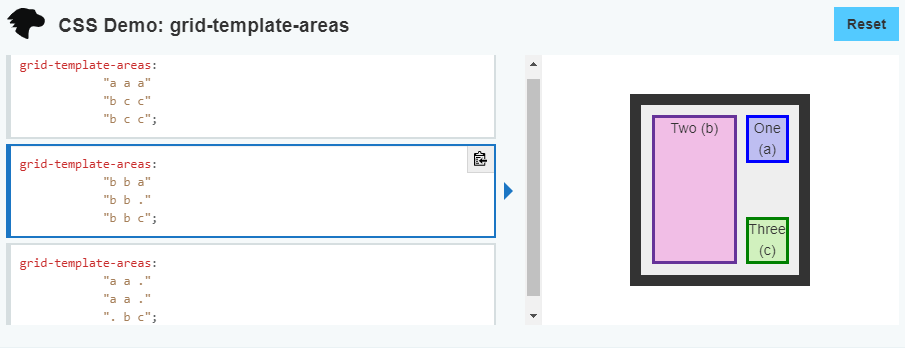 CSS Demo: grid-template-areas
Reset
grid-template-areas:
"a a a"
"b c c"
"b c c";
grid-template-areas:
"b b a"
"b b ."
"b b c";
grid-template-areas:
"a a ."
"a a ."
". b c";
Two (b)
One
(a)
Three
(c)